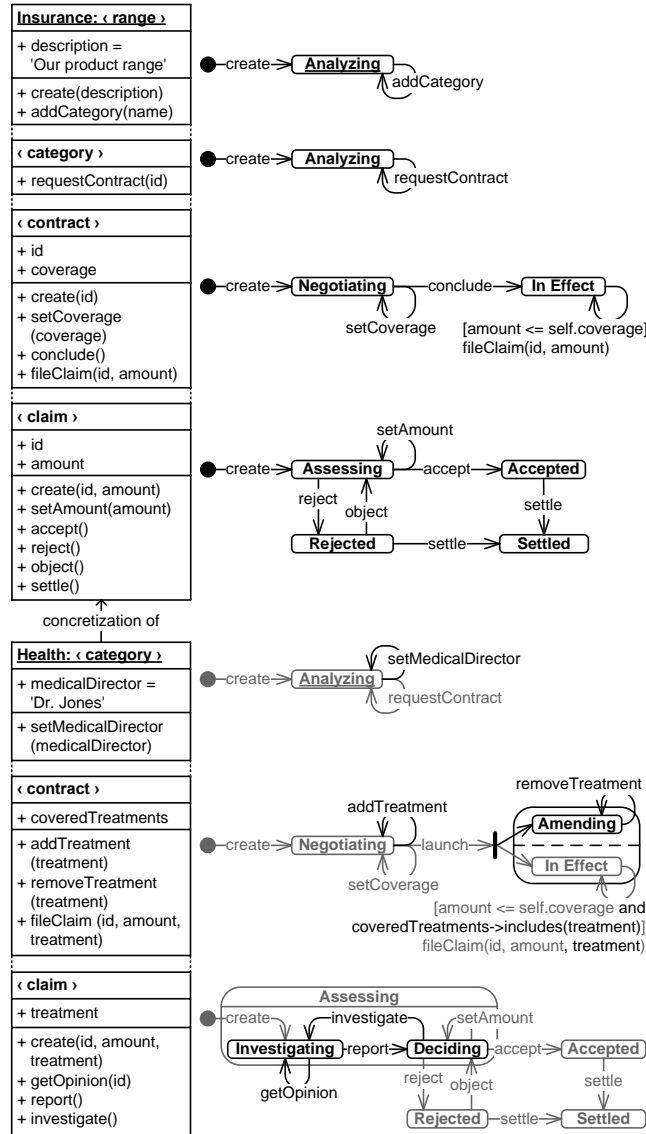 Insurance: ‹ range ›
+ description =
'Our product range'
+ create(description)
+ addCategory(name)
create
Analyzing
addCategory
‹ category ›
+ requestContract(id)
create
Analyzing
requestContract
‹ contract ›
+ id
+ coverage
+ create(id)
+ setCoverage
(coverage)
+ conclude()
+ fileClaim(id, amount)
create
Negotiating
conclude
In Effect
setCoverage
[amount <= self.coverage]
fileClaim(id, amount)
‹ claim ›
+ id
+ amount
+ create(id, amount)
+ setAmount(amount)
+ accept()
+ reject()
+ object()
+ settle()
setAmount
create
Assessing
accept
Accepted
reject
object
settle
Rejected
settle
Settled
concretization of
Health: ‹ category ›
+ medicalDirector =
'Dr. Jones'
+ setMedicalDirector
(medicalDirector)
setMedicalDirector
create
Analyzing
requestContract
‹ contract ›
+ coveredTreatments
+ addTreatment
(treatment)
+ removeTreatment
(treatment)
+ fileClaim (id, amount,
treatment)
removeTreatment
addTreatment
Amending
create
Negotiating
launch
In Effect
setCoverage
[amount <= self.coverage and
coveredTreatments->includes(treatment)]
fileClaim(id, amount, treatment)
‹ claim ›
+ treatment
+ create(id, amount,
treatment)
+ getOpinion(id)
+ report()
+ investigate()
Assessing
create
investigate
setAmount
Investigating
report
Deciding
accept
Accepted
getOpinion
reject
object
settle
Rejected
settle
Settled